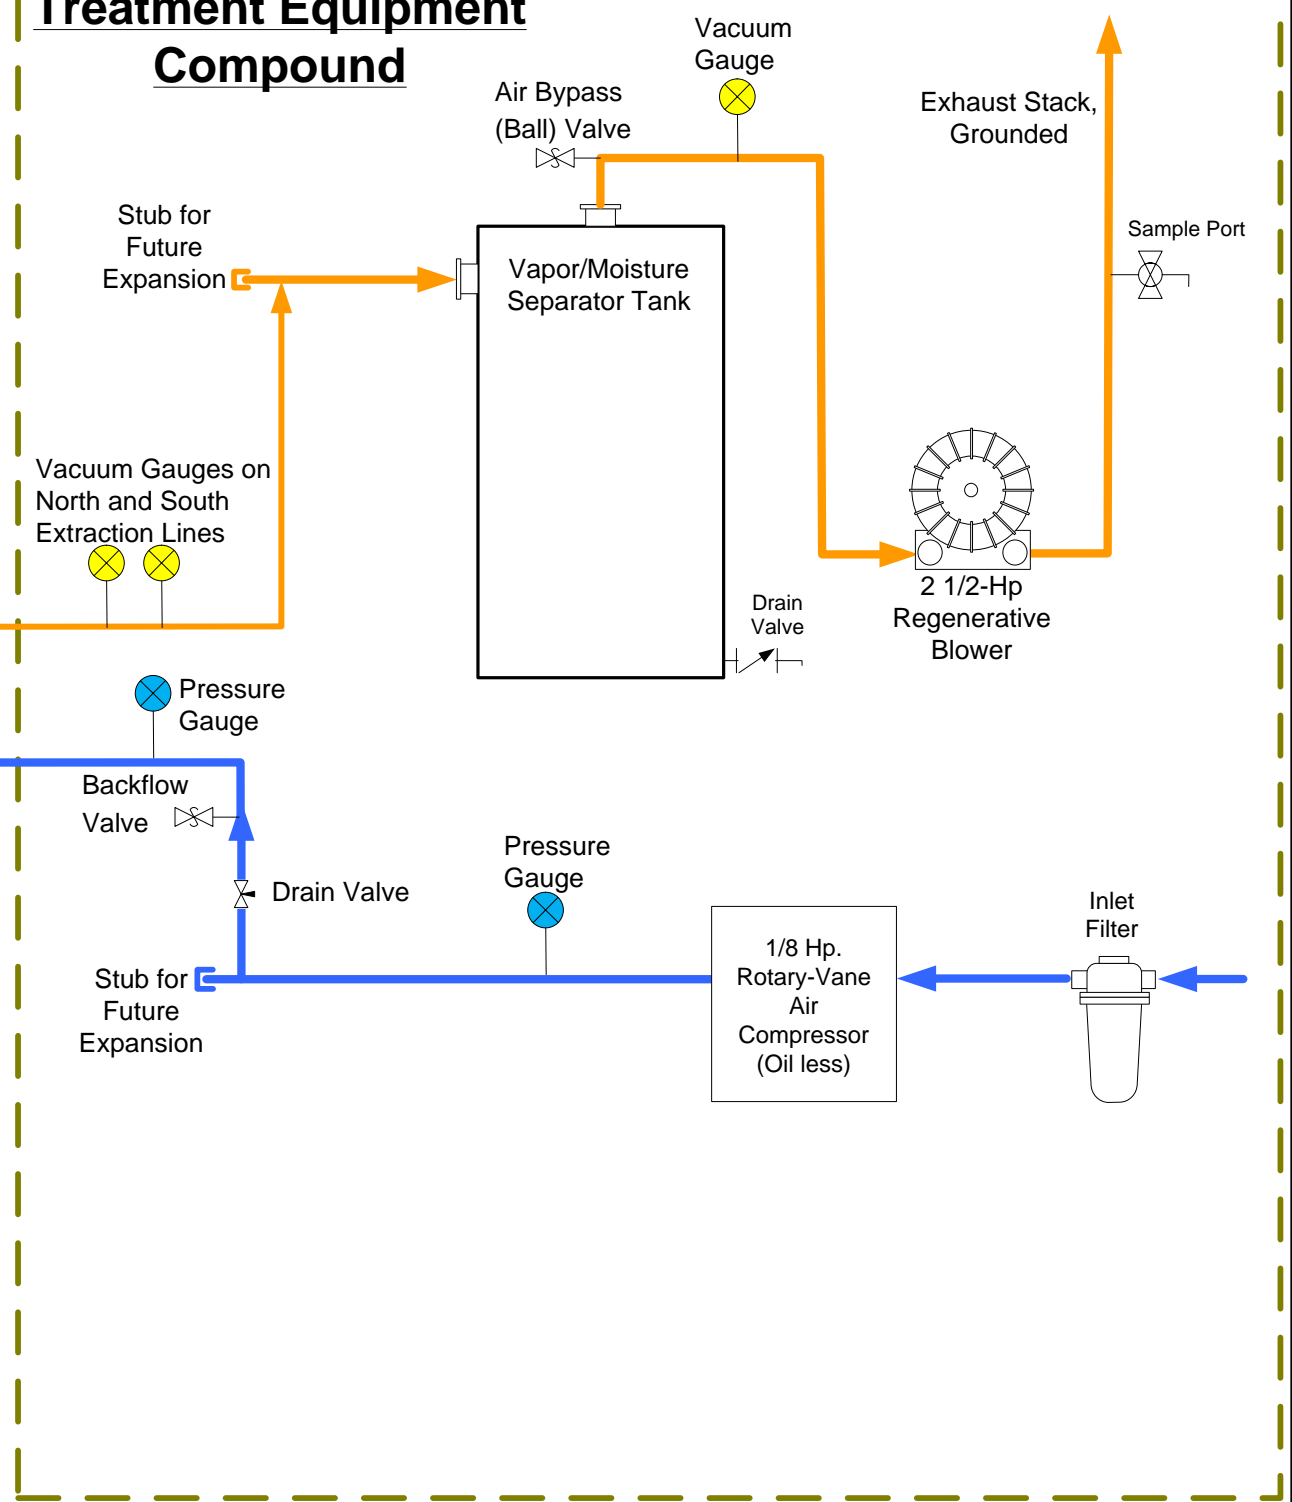 Treatment Equipment
Compound
Vacuum
Gauge
Air Bypass
(Ball) Valve
Exhaust Stack,
Grounded
Stub for
Future
Expansion
Sample Port
Vapor/Moisture
Separator Tank
Vacuum Gauges on
North and South
Extraction Lines
2 1/2-Hp
Regenerative
Blower
Drain
Valve
Pressure
Gauge
Backflow
Valve
Drain Valve
Pressure
Gauge
Inlet
Filter
1/8 Hp.
Rotary-Vane
Air
Compressor
(Oil less)
Stub for
Future
Expansion